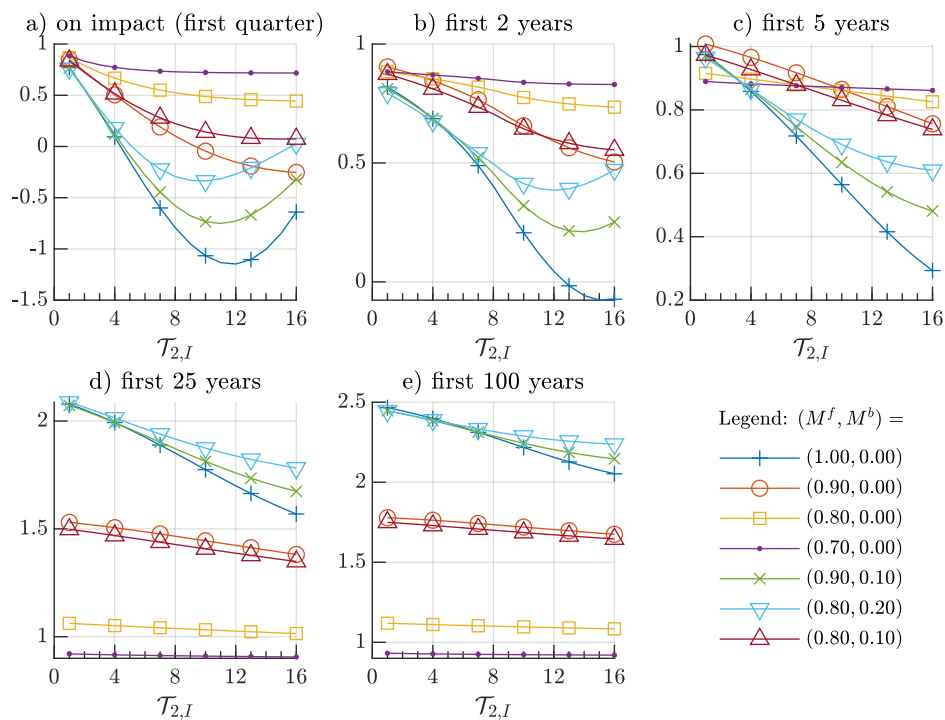 a) on impact (first quarter)
b) first 2 years
c) first 5 years
1
0.5
0
-0.5
-1
-1.5
0 4 8 12 16
𝒯2,I
1
0.5
0
0 4 8 12 16
𝒯2,I
1
0.8
0.6
0.4
0.2
0 4 8 12 16
𝒯2,I
d) first 25 years
e) first 100 years
2
1.5
1
0 4 8 12 16
𝒯2,I
2.5
2
1.5
1
0 4 8 12 16
𝒯2,I
Legend: (M^f, M^b) =
(1.00, 0.00)
(0.90, 0.00)
(0.80, 0.00)
(0.70, 0.00)
(0.90, 0.10)
(0.80, 0.20)
(0.80, 0.10)